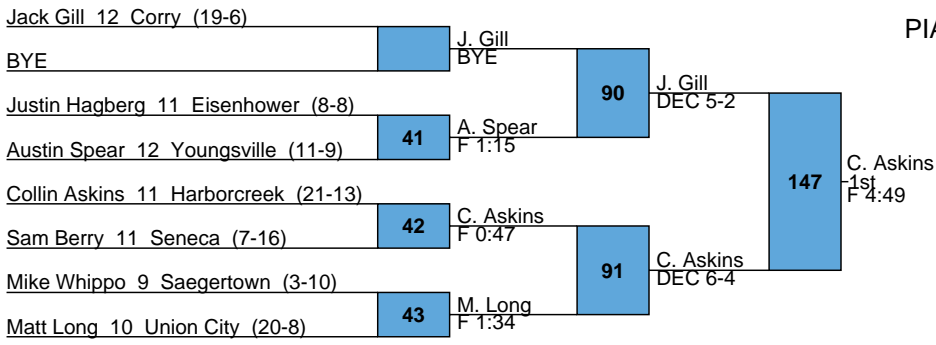 Jack Gill 12 Corry (19-6)
PIA
J. Gill
BYE
BYE
90
J. Gill
DEC 5-2
Justin Hagberg 11 Eisenhower (8-8)
41
A. Spear
F 1:15
Austin Spear 12 Youngsville (11-9)
147
C. Askins
1st
F 4:49
Collin Askins 11 Harborcreek (21-13)
42
C. Askins
F 0:47
Sam Berry 11 Seneca (7-16)
91
C. Askins
DEC 6-4
Mike Whippo 9 Saegertown (3-10)
43
M. Long
F 1:34
Matt Long 10 Union City (20-8)